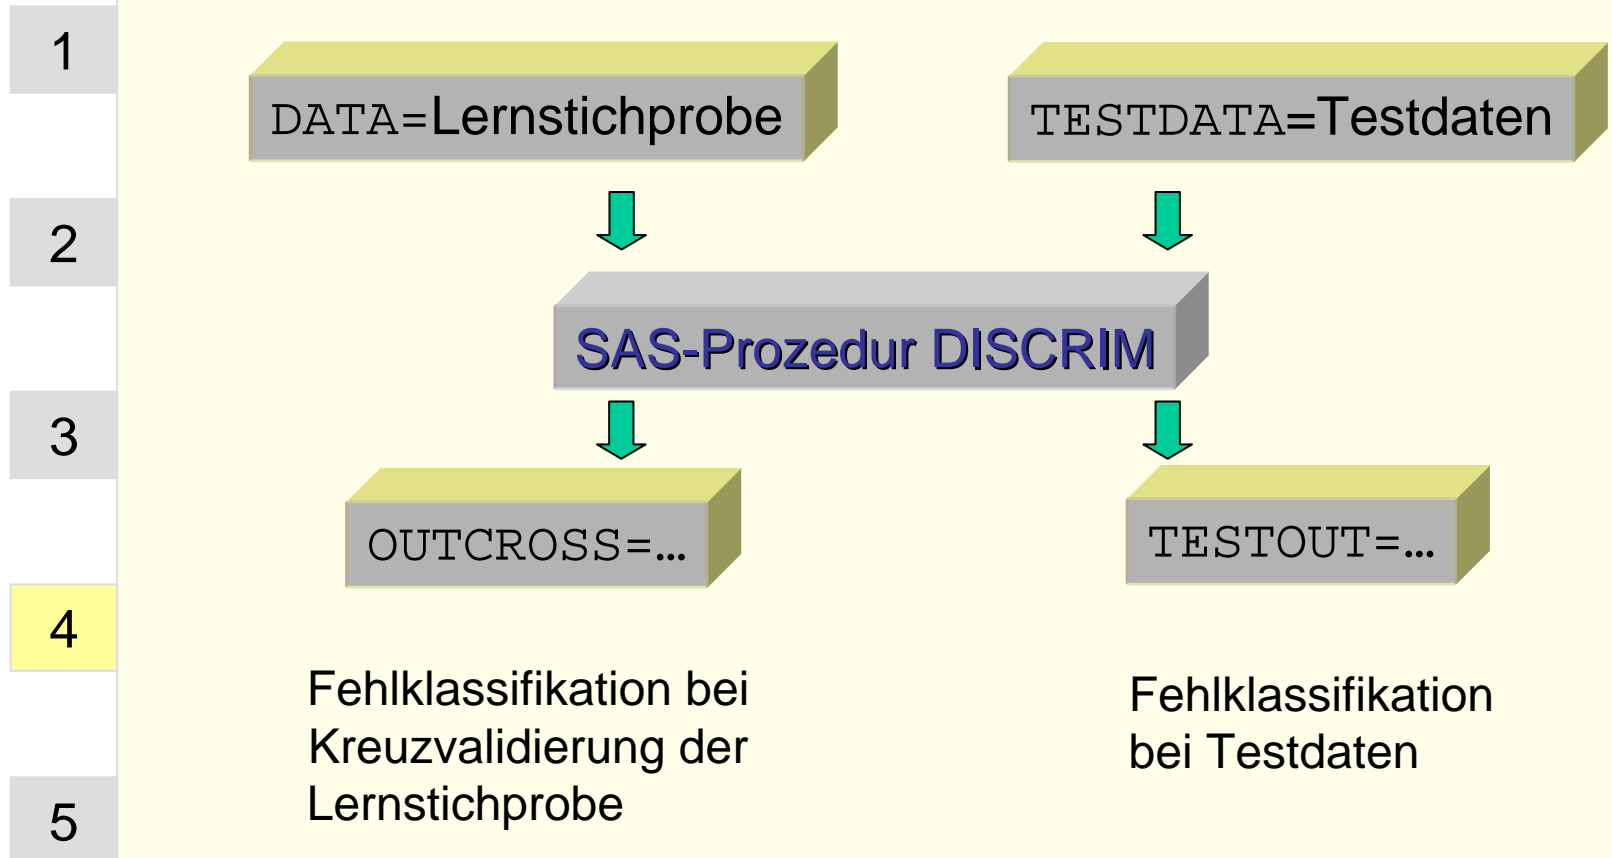 1
DATA=Lernstichprobe
TESTDATA=Testdaten
2
SAS-Prozedur DISCRIM
3
OUTCROSS=…
TESTOUT=…
4
Fehlklassifikation bei
Kreuzvalidierung der
Lernstichprobe
Fehlklassifikation
bei Testdaten
5